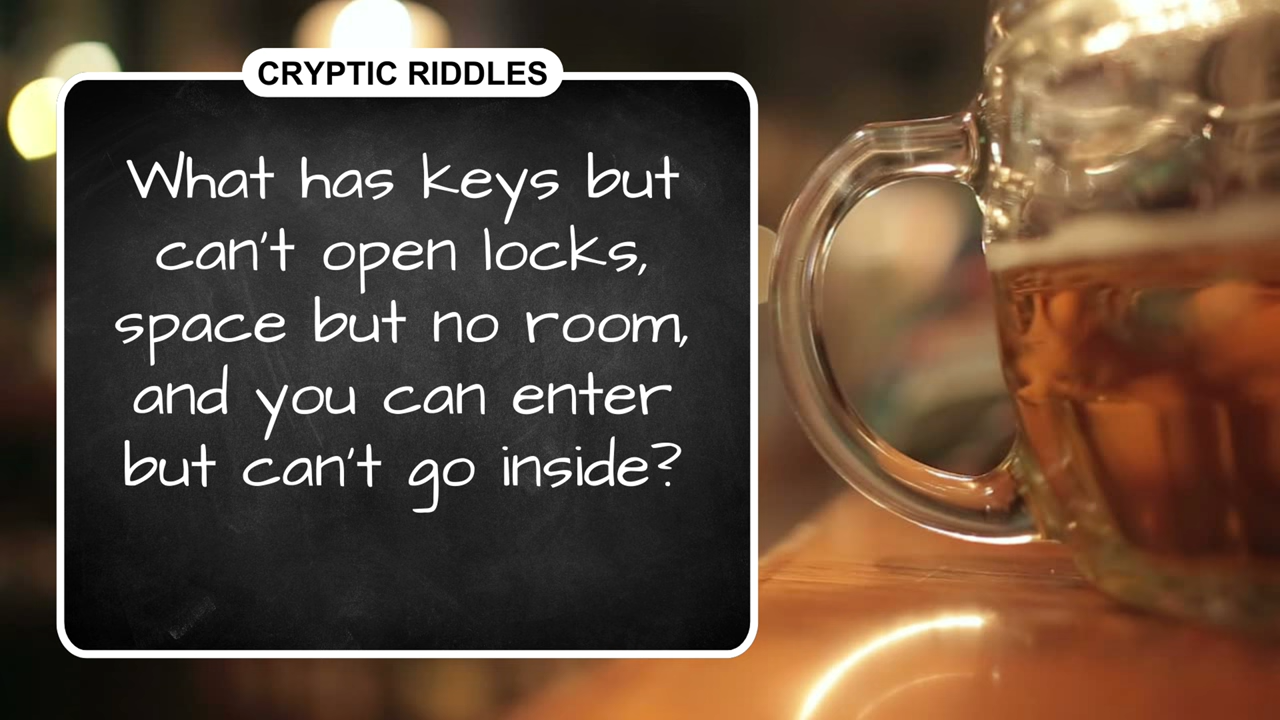 CRYPTIC RIDDLES
What has keys but
can't open locks,
space but no room,
and you can enter
but can't go inside?